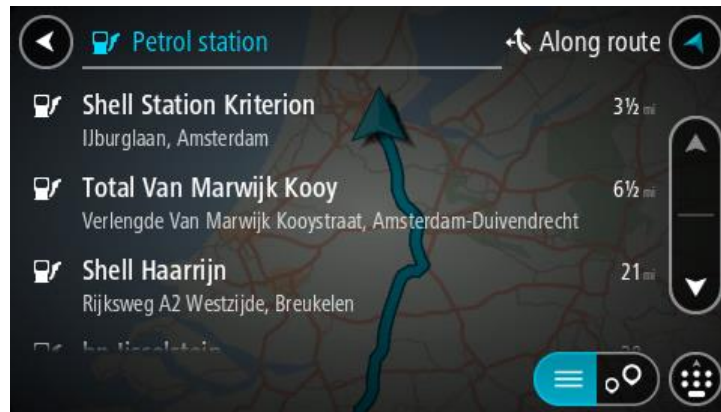 Petrol station
Along route
Shell Station Kriterion 3½ mi
IJburglaan, Amsterdam
Total Van Marwijk Kooy 6½ mi
Verlengde Van Marwijk Kooystraat, Amsterdam-Duivendrecht
Shell Haarrijn 21 mi
Rijksweg A2 Westzijde, Breukelen